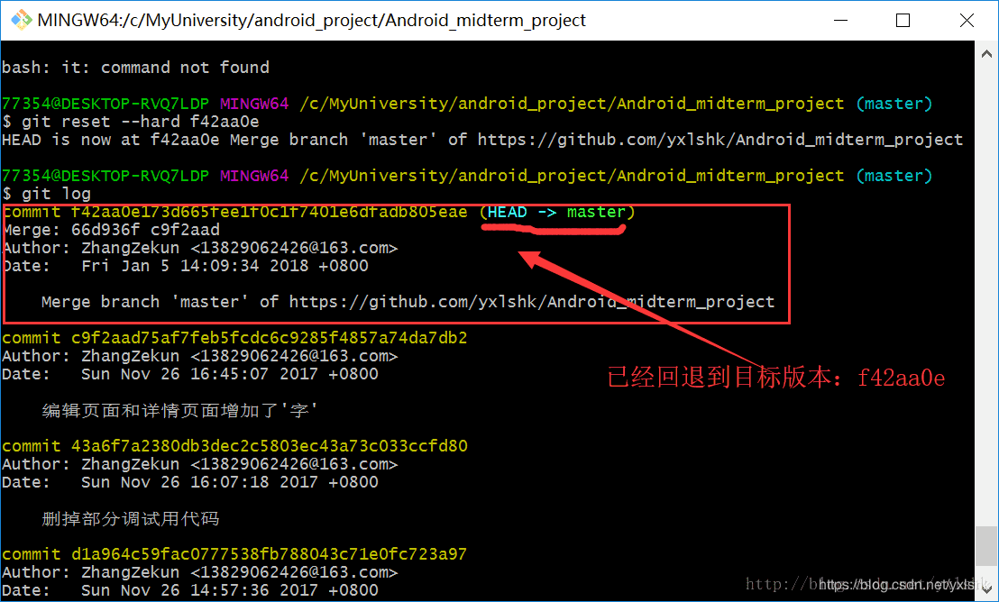 MINGW64:/c/MyUniversity/android_project/Android_midterm_project
bash: it: command not found
77354@DESKTOP-RVQ7LDP MINGW64 /c/MyUniversity/android_project/Android_midterm_project (master)
$ git reset --hard f42aa0e
HEAD is now at f42aa0e Merge branch 'master' of https://github.com/yxlshk/Android_midterm_project
77354@DESKTOP-RVQ7LDP MINGW64 /c/MyUniversity/android_project/Android_midterm_project (master)
$ git log
commit f42aa0e173d665fee1f0c1f7401e6dfadb805eae (HEAD -> master)
Merge: 66d936f c9f2aad
Author: ZhangZekun <13829062426@163.com>
Date:   Fri Jan 5 14:09:34 2018 +0800
Merge branch 'master' of https://github.com/yxlshk/Android_midterm_project
commit c9f2aad75af7feb5fcdc6c9285f4857a74da7db2
Author: ZhangZekun <13829062426@163.com>
Date:   Sun Nov 26 16:45:07 2017 +0800
已经回退到目标版本：f42aa0e
编辑页面和详情页面增加了'字'
commit 43a6f7a2380db3dec2c5803ec43a73c033ccfd80
Author: ZhangZekun <13829062426@163.com>
Date:   Sun Nov 26 16:07:18 2017 +0800
删掉部分调试用代码
commit d1a964c59fac0777538fb788043c71e0fc723a97
Author: ZhangZekun <13829062426@163.com>
Date:   Sun Nov 26 14:57:36 2017 +0800